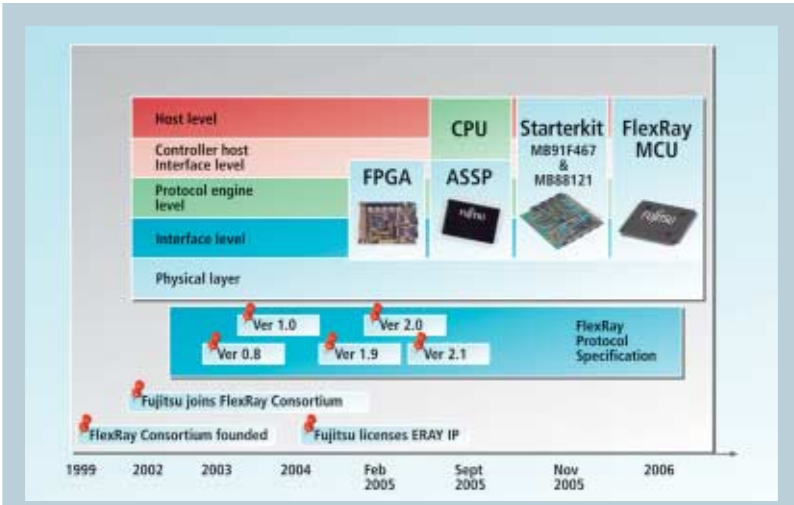 Host level
Controller host
Interface level
Protocol engine
level
Interface level
Physical layer
FPGA
CPU
ASSP
FUJITSU
Starterkit
MB91F467
&
MB88121
FlexRay
MCU
FUJITSU
Ver 1.0
Ver 2.0
Ver 0.8
Ver 1.9
Ver 2.1
FlexRay
Protocol
Specification
Fujitsu joins FlexRay Consortium
FlexRay Consortium founded
Fujitsu licenses ERAY IP
1999
2002
2003
2004
Feb
2005
Sept
2005
Nov
2005
2006